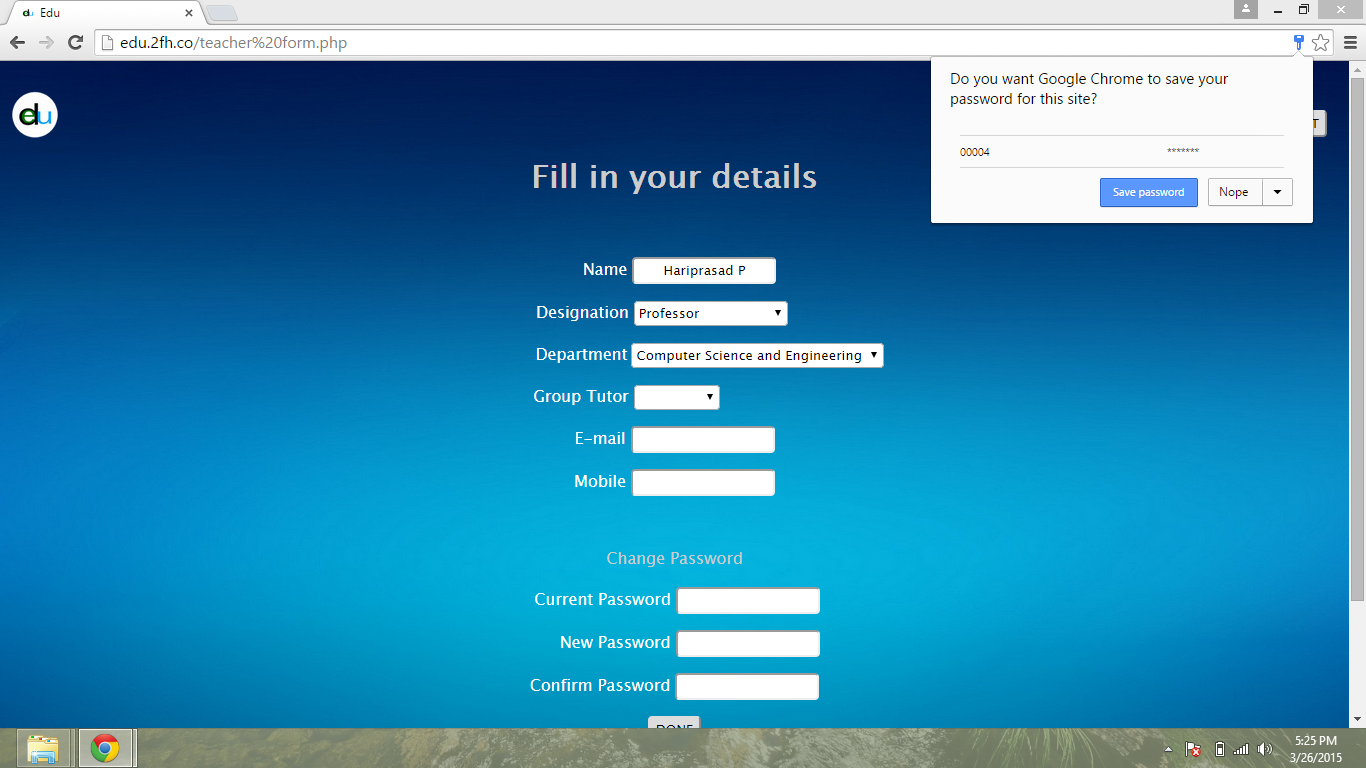 Edu
edu.2fh.co/teacher%20form.php
Do you want Google Chrome to save your
password for this site?
00004 *******
Save password Nope
edu
T
Fill in your details
Name Hariprasad P
Designation Professor
Department Computer Science and Engineering
Group Tutor
E-mail
Mobile
Change Password
Current Password
New Password
Confirm Password
DONE
5:25 PM
3/26/2015